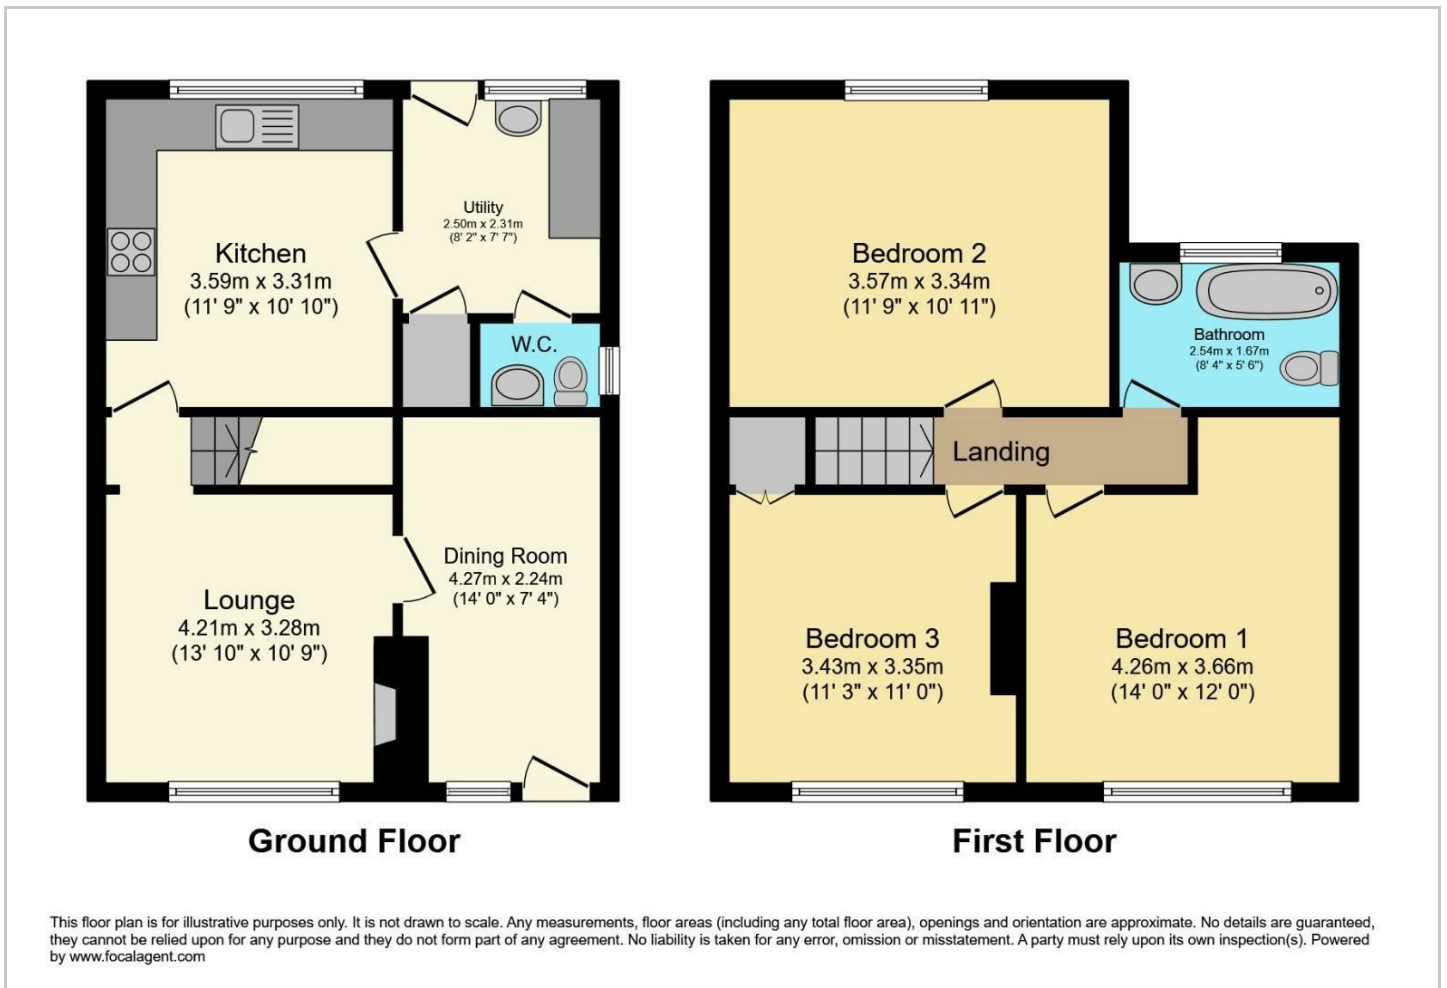 Kitchen
3.59m x 3.31m
(11' 9" x 10' 10")
Utility
2.50m x 2.31m
(8' 2" x 7' 7")
W.C.
Dining Room
4.27m x 2.24m
(14' 0" x 7' 4")
Lounge
4.21m x 3.28m
(13' 10" x 10' 9")
Ground Floor
Bedroom 2
3.57m x 3.34m
(11' 9" x 10' 11")
Bathroom
2.54m x 1.67m
(8' 4" x 5' 6")
Landing
Bedroom 3
3.43m x 3.35m
(11' 3" x 11' 0")
Bedroom 1
4.26m x 3.66m
(14' 0" x 12' 0")
First Floor
This floor plan is for illustrative purposes only. It is not drawn to scale. Any measurements, floor areas (including any total floor area), openings and orientation are approximate. No details are guaranteed,
they cannot be relied upon for any purpose and they do not form part of any agreement. No liability is taken for any error, omission or misstatement. A party must rely upon its own inspection(s). Powered
by www.focalagent.com